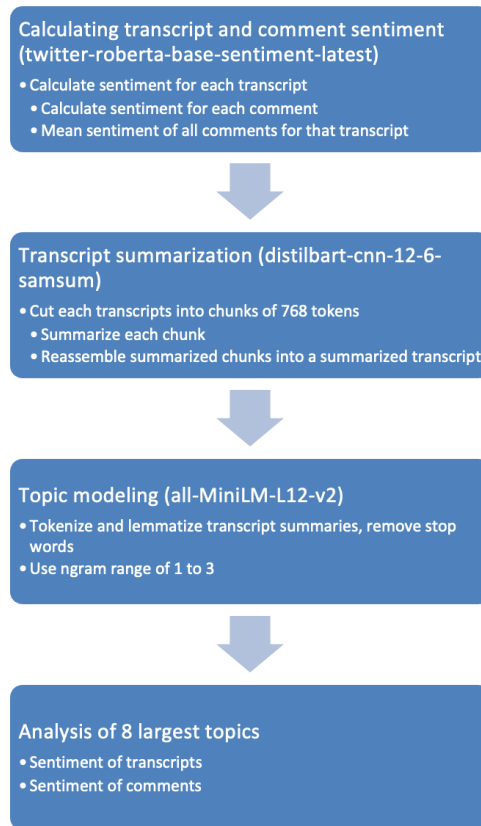 Calculating transcript and comment sentiment
(twitter-roberta-base-sentiment-latest)
• Calculate sentiment for each transcript
• Calculate sentiment for each comment
• Mean sentiment of all comments for that transcript
Transcript summarization (distilbart-cnn-12-6-
samsum)
• Cut each transcripts into chunks of 768 tokens
• Summarize each chunk
• Reassemble summarized chunks into a summarized transcript
Topic modeling (all-MiniLM-L12-v2)
• Tokenize and lemmatize transcript summaries, remove stop
words
• Use ngram range of 1 to 3
Analysis of 8 largest topics
• Sentiment of transcripts
• Sentiment of comments